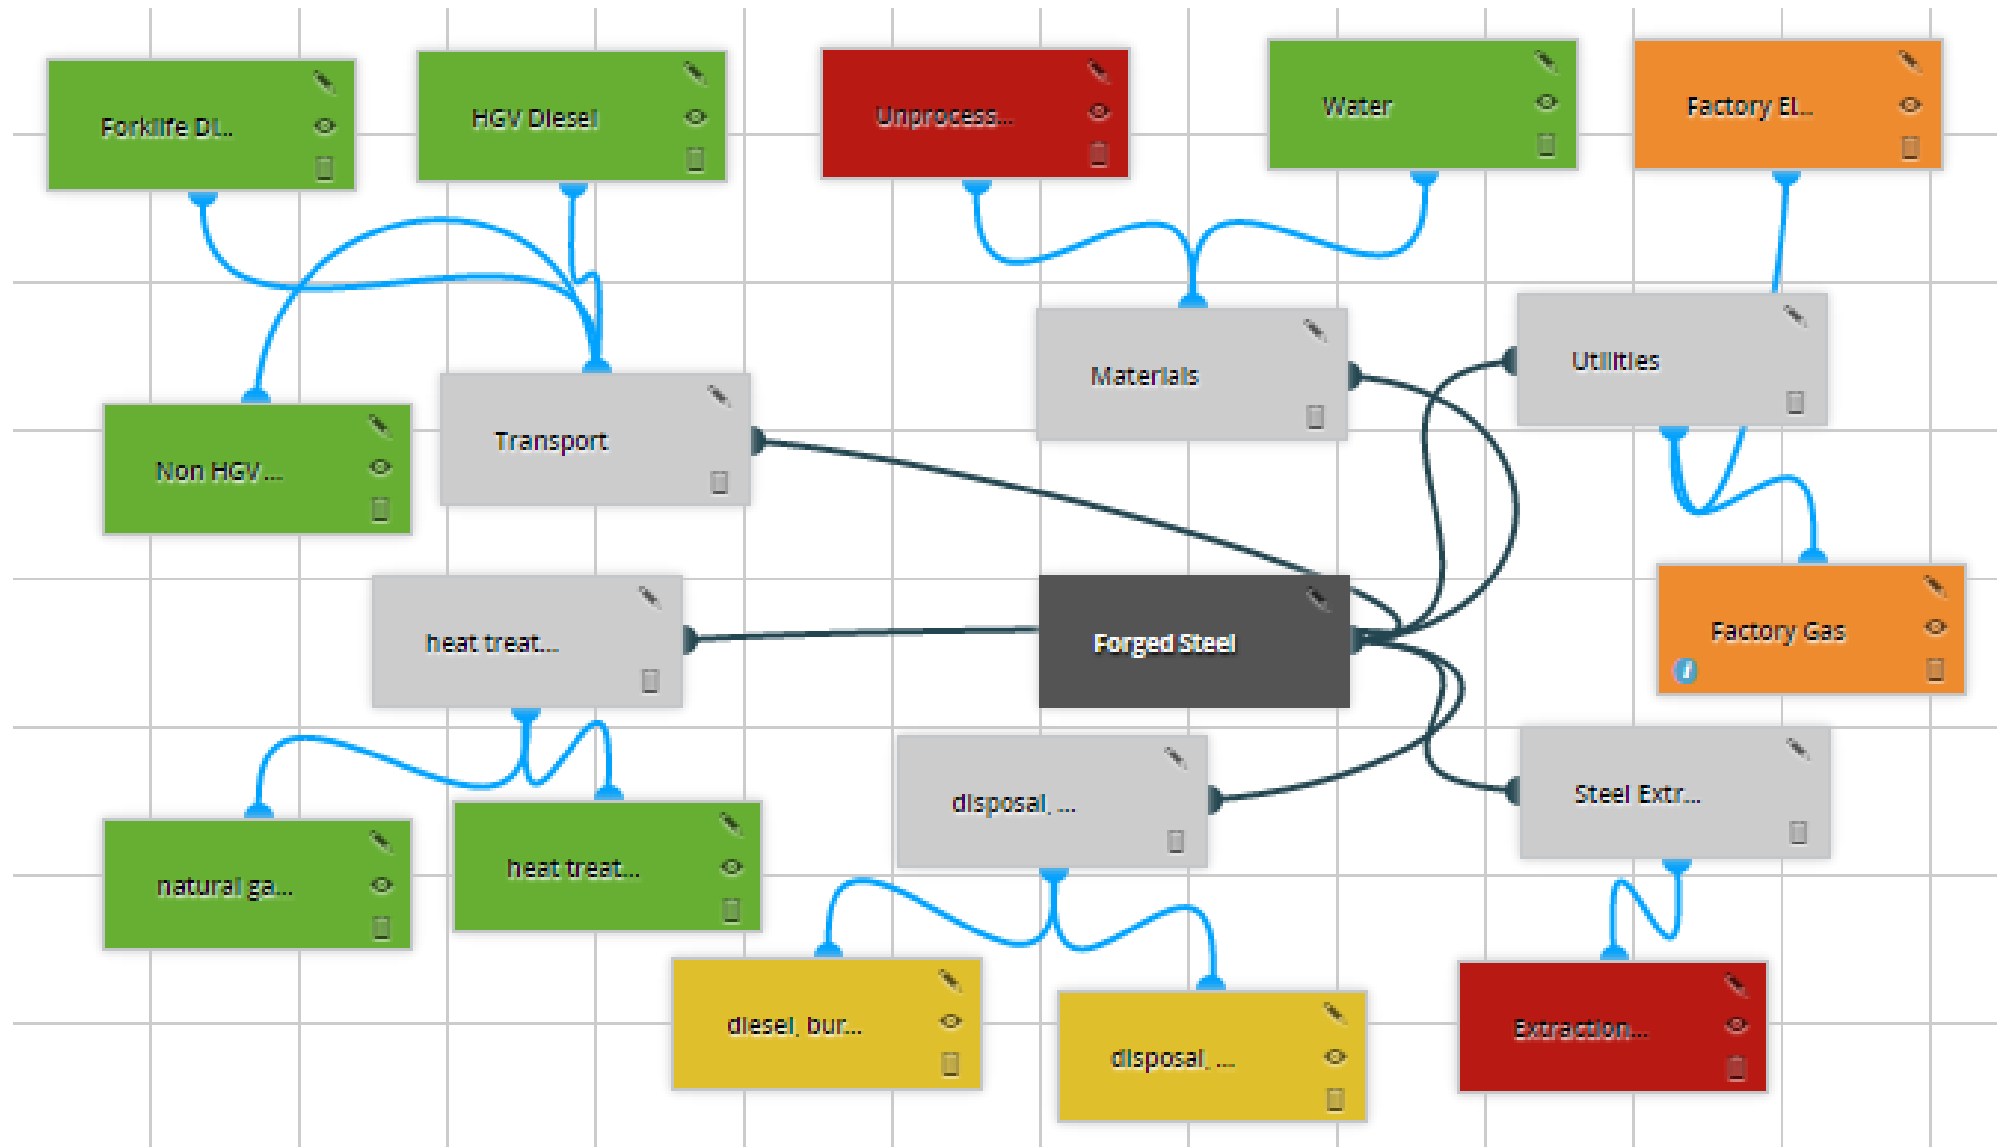 Forklife Di...
HGV Diesel
Unprocess...
Water
Factory El...
Non HGV ...
Transport
Materials
Utilities
heat treat...
Forged Steel
Factory Gas
natural ga...
heat treat...
disposal, ...
Steel Extr...
diesel, bur...
disposal, ...
Extraction...